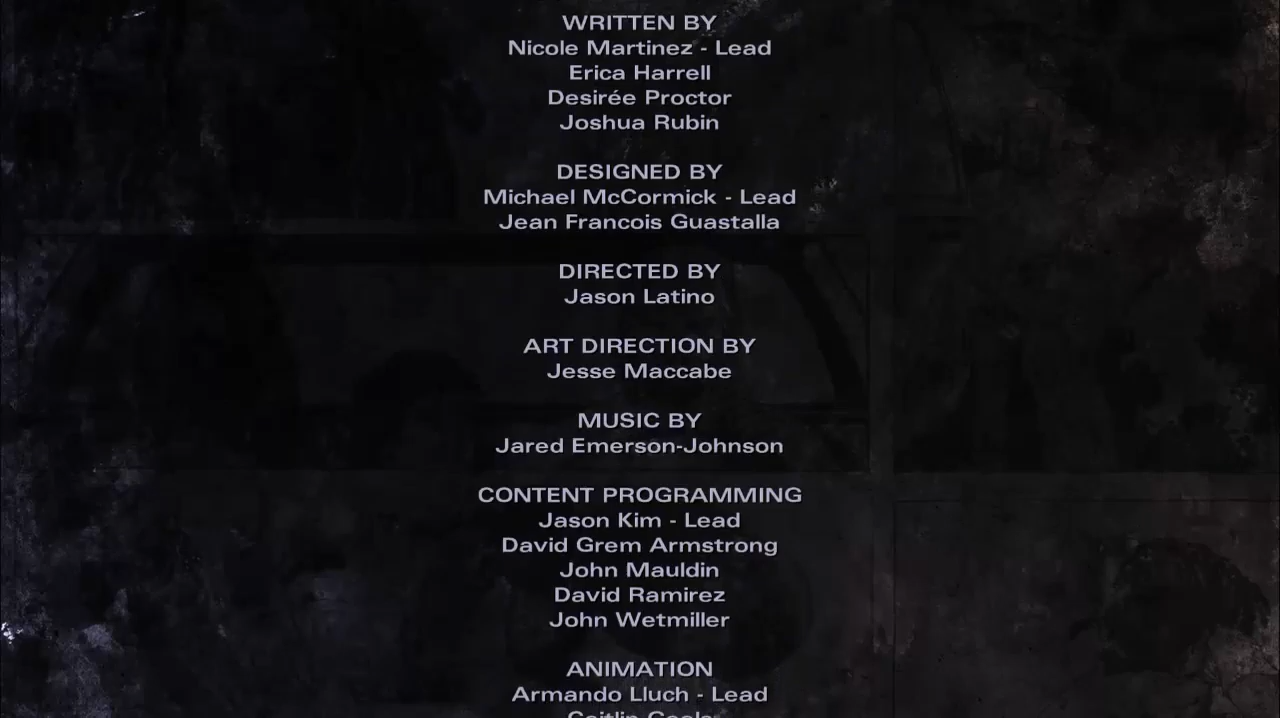 WRITTEN BY
Nicole Martinez - Lead
Erica Harrell
Desirée Proctor
Joshua Rubin
DESIGNED BY
Michael McCormick - Lead
Jean Francois Guastalla
DIRECTED BY
Jason Latino
ART DIRECTION BY
Jesse Maccabe
MUSIC BY
Jared Emerson-Johnson
CONTENT PROGRAMMING
Jason Kim - Lead
David Grem Armstrong
John Mauldin
David Ramirez
John Wetmiller
ANIMATION
Armando Lluch - Lead